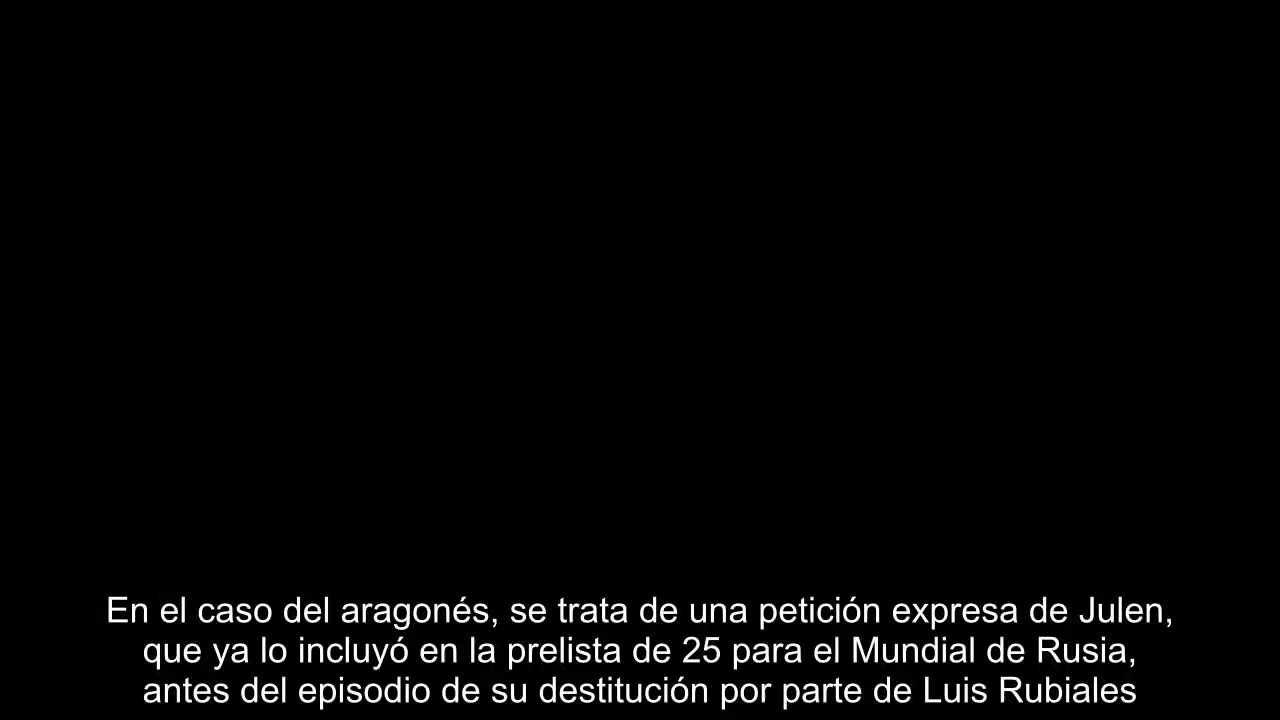 En el caso del aragonés, se trata de una petición expresa de Julen,
que ya lo incluyó en la prelista de 25 para el Mundial de Rusia,
antes del episodio de su destitución por parte de Luis Rubiales